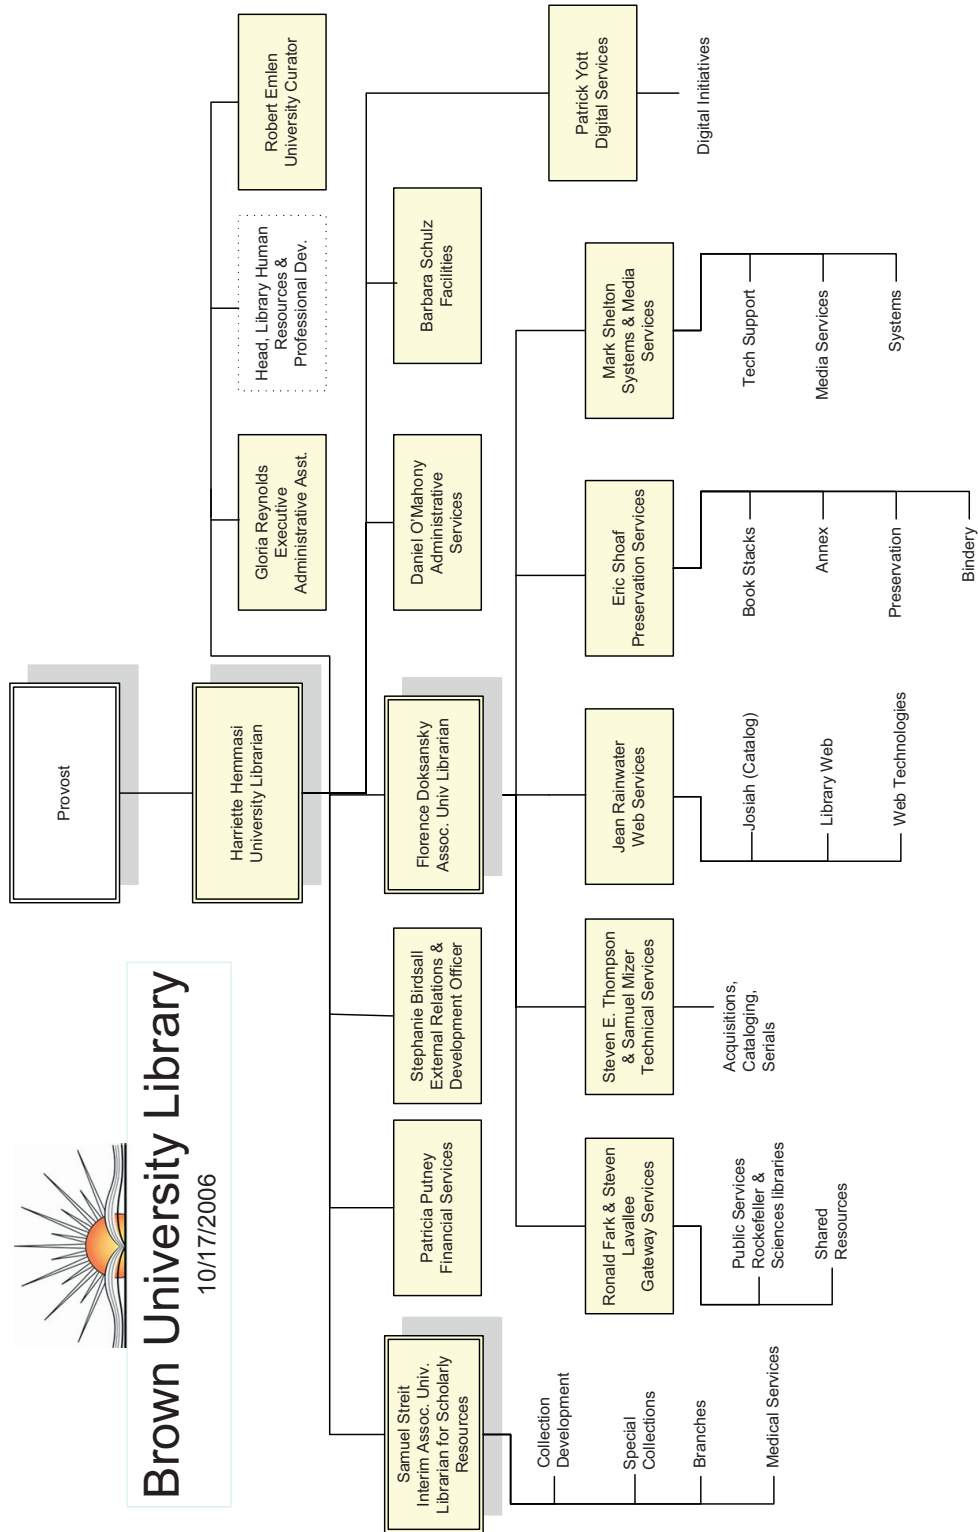 Brown University Library
10/17/2006
Provost
Harriette Hemmasi
University Librarian
Gloria Reynolds
Executive
Administrative Asst.
Head, Library Human
Resources &
Professional Dev.
Robert Emlen
University Curator
Samuel Streit
Interim Assoc. Univ.
Librarian for Scholarly
Resources
Patricia Putney
Financial Services
Stephanie Birdsall
External Relations &
Development Officer
Florence Doksansky
Assoc. Univ Librarian
Daniel O'Mahony
Administrative
Services
Barbara Schulz
Facilities
Patrick Yott
Digital Services
Digital Initiatives
Collection
Development
Special
Collections
Branches
Medical Services
Ronald Fark & Steven
Lavallee
Gateway Services
Public Services
Rockefeller &
Sciences libraries
Shared
Resources
Steven E. Thompson
& Samuel Mizer
Technical Services
Acquisitions,
Cataloging,
Serials
Jean Rainwater
Web Services
Josiah (Catalog)
Library Web
Web Technologies
Eric Shoaf
Preservation Services
Book Stacks
Annex
Preservation
Bindery
Mark Shelton
Systems & Media
Services
Tech Support
Media Services
Systems